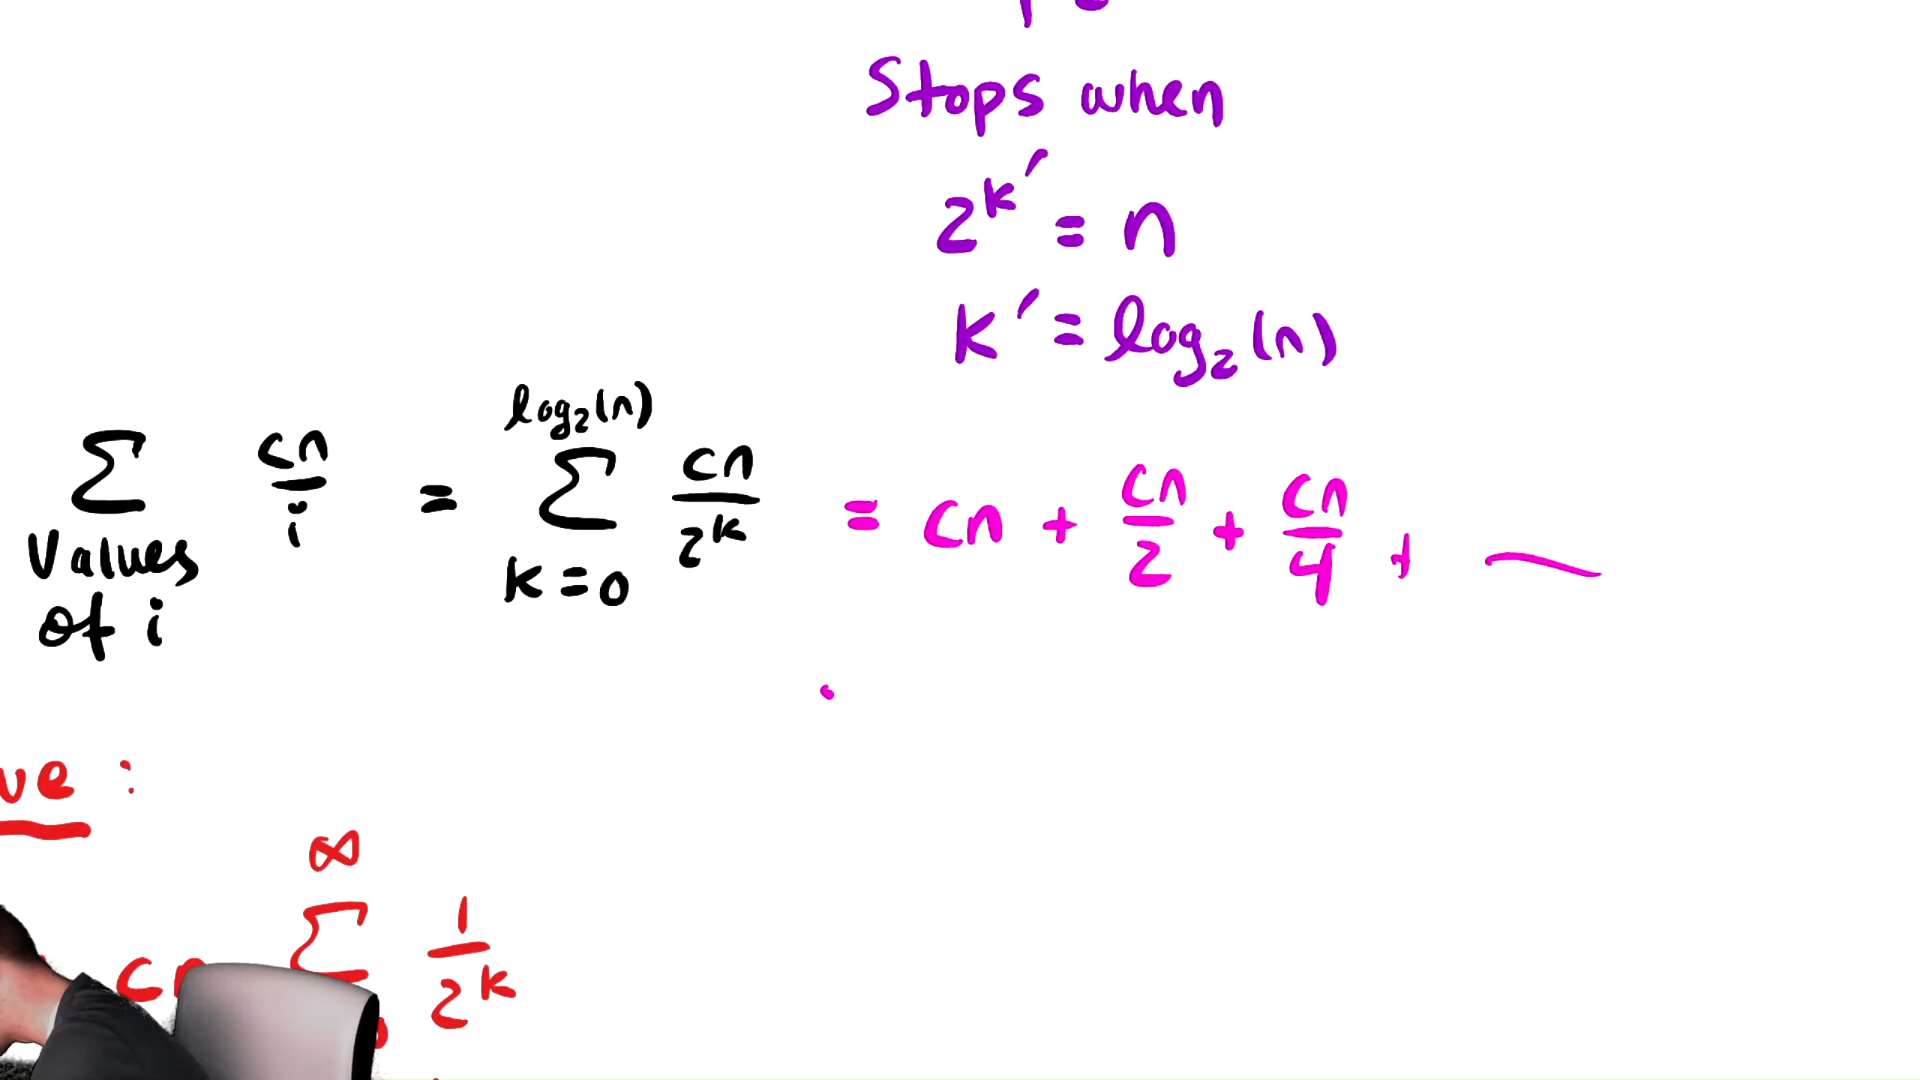 Stops when
2^k' = n
k' = log₂(n)
∑ Values of i cn/i = ∑ k=0 log₂(n) cn/2^k = cn + cn/2 + cn/4 +
ve :
cn ∑ ∞ 1/2^k